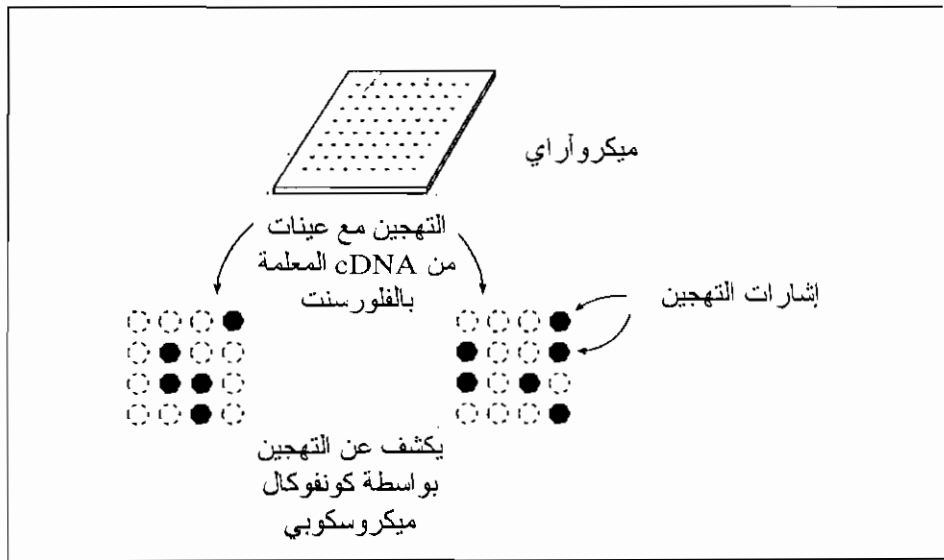 ميكروآراي
التهجين مع عينات
من cDNA المعلمة
بالفلورسنت
إشارات التهجين
يكشف عن التهجين
بواسطة كونفوكال
ميكروسكوبي